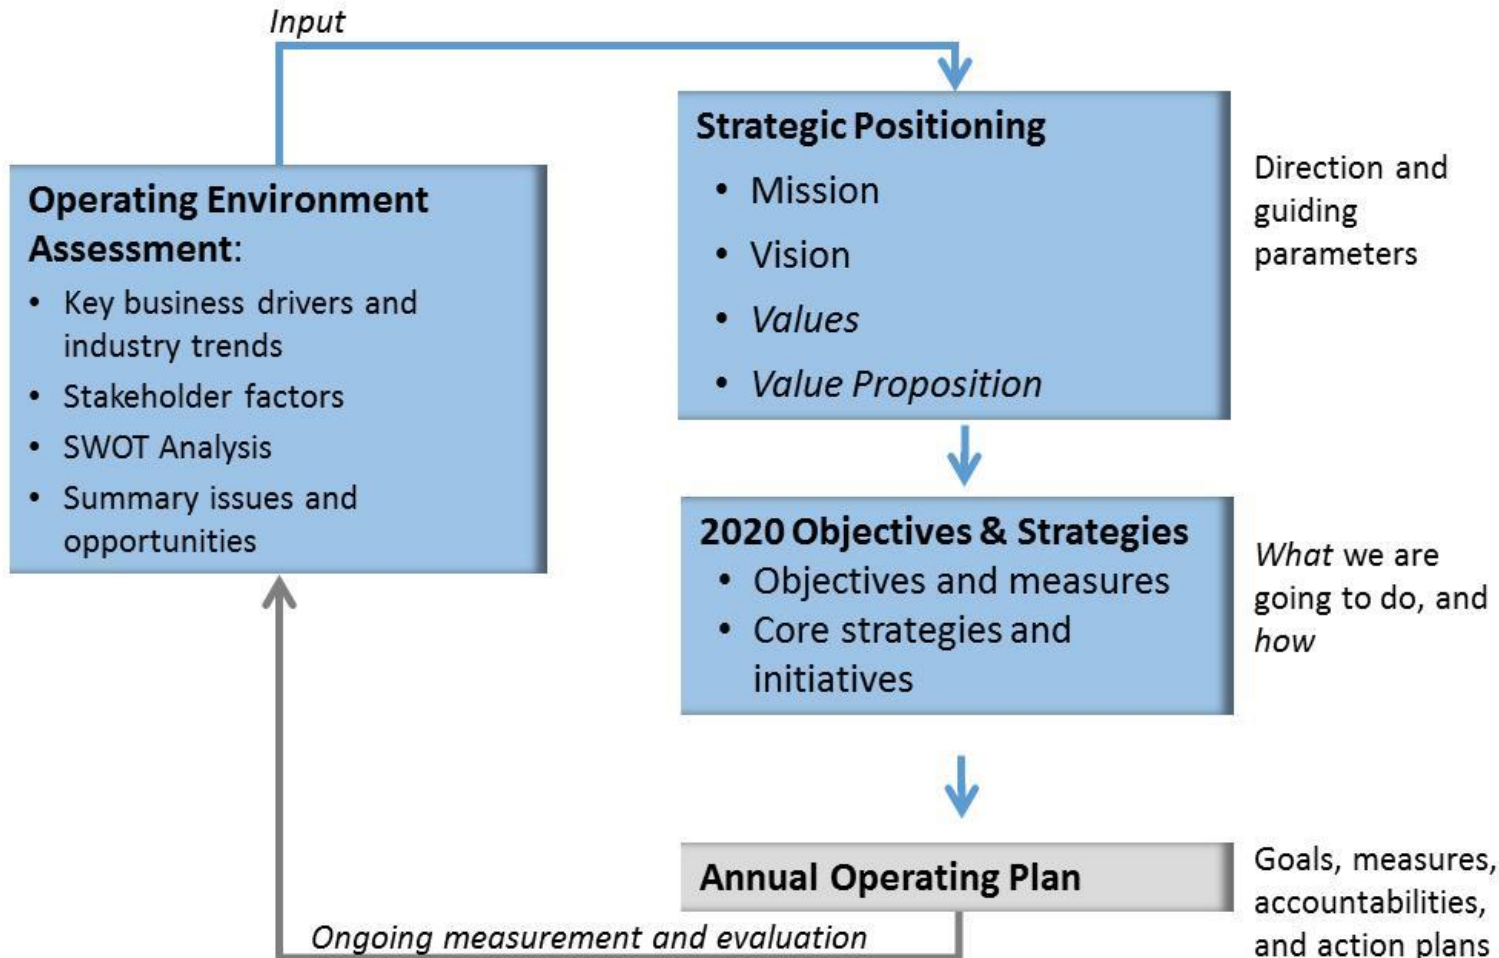 Input
Operating Environment
Assessment:
• Key business drivers and
industry trends
• Stakeholder factors
• SWOT Analysis
• Summary issues and
opportunities
Strategic Positioning
• Mission
• Vision
• Values
• Value Proposition
Direction and
guiding
parameters
2020 Objectives & Strategies
• Objectives and measures
• Core strategies and
initiatives
What we are
going to do, and
how
Annual Operating Plan
Goals, measures,
accountabilities,
and action plans
Ongoing measurement and evaluation